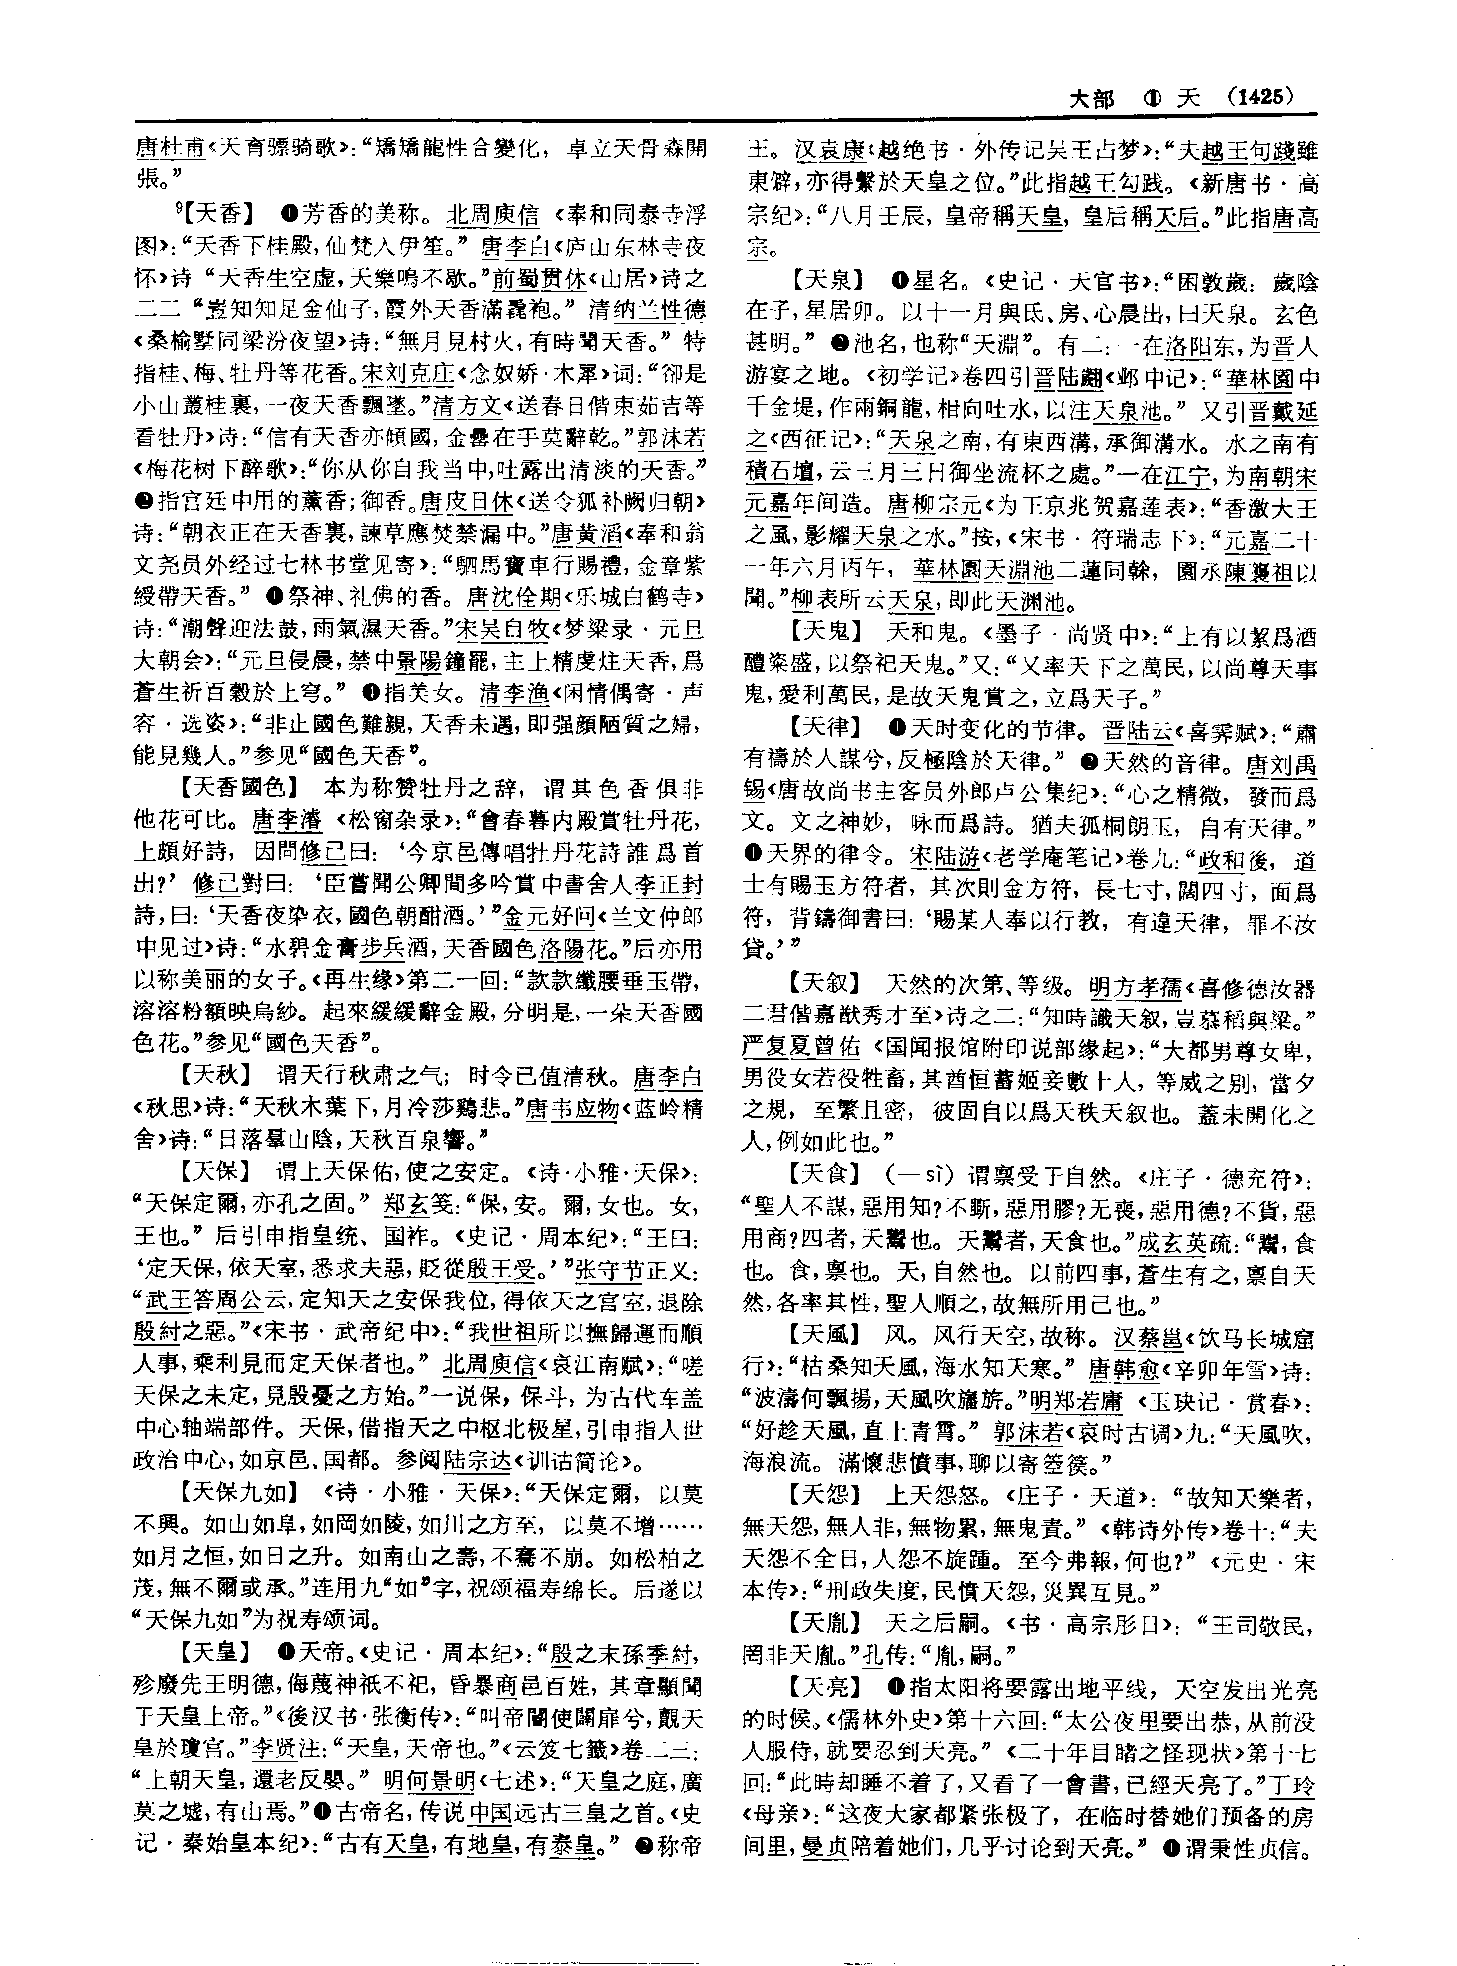 大部 ① 天 (1425)
唐杜甫《天育骠骑歌》：“矯矯龍性合變化，卓立天骨森開
張。”
9【天香】 ❶芳香的美称。北周庾信《奉和同泰寺浮
图》：“天香下桂殿，仙梵入伊笙。”唐李白《庐山东林寺夜
怀》诗“天香生空虚，天樂鳴不歇。”前蜀贯休《山居》诗之
二二“豈知知足金仙子，霞外天香滿毳袍。”清纳兰性德
《桑榆墅同梁汾夜望》诗：“無月見村火，有時聞天香。”特
指桂、梅、牡丹等花香。宋刘克庄《念奴娇·木犀》词：“卻是
小山叢桂裏，一夜天香飄墜。”清方文《送春日偕束茹吉等
看牡丹》诗：“信有天香亦傾國，金罍在手莫辭乾。”郭沫若
《梅花树下醉歌》：“你从你自我当中，吐露出清淡的天香。”
❷指宫廷中用的薰香；御香。唐皮日休《送令狐补阙归朝》
诗：“朝衣正在天香裏，諫草應焚禁漏中。”唐黄滔《奉和翁
文尧员外经过七林书堂见寄》：“駟馬寶車行賜禮，金章紫
綬帶天香。” ❸祭神、礼佛的香。唐沈佺期《乐城白鹤寺》
诗：“潮聲迎法鼓，雨氣濕天香。”宋吴自牧《梦粱录·元旦
大朝会》：“元旦侵晨，禁中景陽鐘罷，主上精虔炷天香，爲
蒼生祈百穀於上穹。” ❹指美女。清李渔《闲情偶寄·声
容·选姿》：“非止國色難親，天香未遇，即强顔陋質之婦，
能見幾人。”参见“國色天香”。
【天香國色】 本为称赞牡丹之辞，谓其色香俱非
他花可比。唐李濬《松窗杂录》：“會春暮内殿賞牡丹花，
上頗好詩，因問修己曰：‘今京邑傳唱牡丹花詩誰爲首
出？’修己對曰：‘臣嘗聞公卿間多吟賞中書舍人李正封
詩，曰：‘天香夜染衣，國色朝酣酒。’”金元好问《兰文仲郎
中见过》诗：“水碧金膏步兵酒，天香國色洛陽花。”后亦用
以称美丽的女子。《再生缘》第二一回：“款款纖腰垂玉帶，
溶溶粉額映烏紗。起來緩緩辭金殿，分明是，一朵天香國
色花。”参见“國色天香”。
【天秋】 谓天行秋肃之气；时令已值清秋。唐李白
《秋思》诗：“天秋木葉下，月冷莎鷄悲。”唐韦应物《蓝岭精
舍》诗：“日落羣山陰，天秋百泉響。”
【天保】 谓上天保佑，使之安定。《诗·小雅·天保》：
“天保定爾，亦孔之固。”郑玄笺：“保，安。爾，女也。女，
王也。”后引申指皇统、国祚。《史记·周本纪》：“王曰：
‘定天保，依天室，悉求夫惡，貶從殷王受。’”张守节正义：
“武王答周公云，定知天之安保我位，得依天之宫室，退除
殷紂之惡。”《宋书·武帝纪中》：“我世祖所以撫歸運而順
人事，乘利見而定天保者也。”北周庾信《哀江南赋》：“嗟
天保之未定，見殷憂之方始。”一说保，保斗，为古代车盖
中心轴端部件。天保，借指天之中枢北极星，引申指人世
政治中心，如京邑、国都。参阅陆宗达《训诂简论》。
【天保九如】 《诗·小雅·天保》：“天保定爾，以莫
不興。如山如阜，如岡如陵，如川之方至，以莫不增……
如月之恒，如日之升。如南山之壽，不騫不崩。如松柏之
茂，無不爾或承。”连用九“如”字，祝颂福寿绵长。后遂以
“天保九如”为祝寿颂词。
【天皇】 ❶天帝。《史记·周本纪》：“殷之末孫季紂，
殄廢先王明德，侮蔑神祇不祀，昏暴商邑百姓，其章顯聞
于天皇上帝。”《後汉书·张衡传》：“叫帝閽使闢扉兮，覿天
皇於瓊宫。”李贤注：“天皇，天帝也。”《云笈七籤》卷二三：
“上朝天皇，還老反嬰。”明何景明《七述》：“天皇之庭，廣
莫之墟，有山焉。”❷古帝名，传说中国远古三皇之首。《史
记·秦始皇本纪》：“古有天皇，有地皇，有泰皇。” ❸称帝
王。汉袁康《越绝书·外传记吴王占梦》：“夫越王句踐雖
東僻，亦得繫於天皇之位。”此指越王勾践。《新唐书·高
宗纪》：“八月壬辰，皇帝稱天皇，皇后稱天后。”此指唐高
宗。
【天泉】 ❶星名。《史记·天官书》：“困敦歲：歲陰
在子，星居卯。以十一月與氐、房、心晨出，曰天泉。玄色
甚明。” ❷池名，也称“天淵”。有二：一在洛阳东，为晋人
游宴之地。《初学记》卷四引晋陆翽《邺中记》：“華林園中
千金堤，作兩銅龍，相向吐水，以注天泉池。”又引晋戴延
之《西征记》：“天泉之南，有東西溝，承御溝水。水之南有
積石壇，云三月三日御坐流杯之處。”一在江宁，为南朝宋
元嘉年间造。唐柳宗元《为王京兆贺嘉莲表》：“香激大王
之風，影耀天泉之水。”按，《宋书·符瑞志下》：“元嘉二十
一年六月丙午，華林園天淵池二蓮同榦，園丞陳襲祖以
聞。”柳表所云天泉，即此天渊池。
【天鬼】 天和鬼。《墨子·尚贤中》：“上有以絜爲酒
醴粢盛，以祭祀天鬼。”又：“又率天下之萬民，以尚尊天事
鬼，愛利萬民，是故天鬼賞之，立爲天子。”
【天律】 ❶天时变化的节律。晋陆云《喜霁赋》：“肅
有禱於人謀兮，反極陰於天律。” ❷天然的音律。唐刘禹
锡《唐故尚书主客员外郎卢公集纪》：“心之精微，發而爲
文。文之神妙，咏而爲詩。猶夫孤桐朗玉，自有天律。”
❸天界的律令。宋陆游《老学庵笔记》卷九：“政和後，道
士有賜玉方符者，其次則金方符，長七寸，闊四寸，面爲
符，背鑄御書曰：‘賜某人奉以行教，有違天律，罪不汝
貸。’”
【天叙】 天然的次第、等级。明方孝孺《喜修德汝器
二君偕嘉猷秀才至》诗之二：“知時識天叙，豈慕稻與粱。”
严复夏曾佑《国闻报馆附印说部缘起》：“大都男尊女卑，
男役女若役牲畜，其酋恒蓄姬妾數十人，等威之别，當夕
之規，至繁且密，彼固自以爲天秩天叙也。蓋未開化之
人，例如此也。”
【天食】 （一sì）谓禀受于自然。《庄子·德充符》：
“聖人不謀，惡用知？不斲，惡用膠？无喪，惡用德？不貨，惡
用商？四者，天鬻也。天鬻者，天食也。”成玄英疏：“鬻，食
也。食，禀也。天，自然也。以前四事，蒼生有之，禀自天
然，各率其性，聖人順之，故無所用己也。”
【天風】 风。风行天空，故称。汉蔡邕《饮马长城窟
行》：“枯桑知天風，海水知天寒。”唐韩愈《辛卯年雪》诗：
“波濤何飄揚，天風吹旛旂。”明郑若庸《玉玦记·赏春》：
“好趁天風，直上青霄。”郭沫若《哀时古调》九：“天風吹，
海浪流。滿懷悲憤事，聊以寄箜篌。”
【天怨】 上天怨怒。《庄子·天道》：“故知天樂者，
無天怨，無人非，無物累，無鬼責。”《韩诗外传》卷十：“夫
天怨不全日，人怨不旋踵。至今弗報，何也？”《元史·宋
本传》：“刑政失度，民憤天怨，災異互見。”
【天胤】 天之后嗣。《书·高宗肜日》：“王司敬民，
罔非天胤。”孔传：“胤，嗣。”
【天亮】 ❶指太阳将要露出地平线，天空发出光亮
的时候。《儒林外史》第十六回：“太公夜里要出恭，从前没
人服侍，就要忍到天亮。”《二十年目睹之怪现状》第十七
回：“此時却睡不着了，又看了一會書，已經天亮了。”丁玲
《母亲》：“这夜大家都紧张极了，在临时替她们预备的房
间里，曼贞陪着她们，几乎讨论到天亮。” ❷谓秉性贞信。